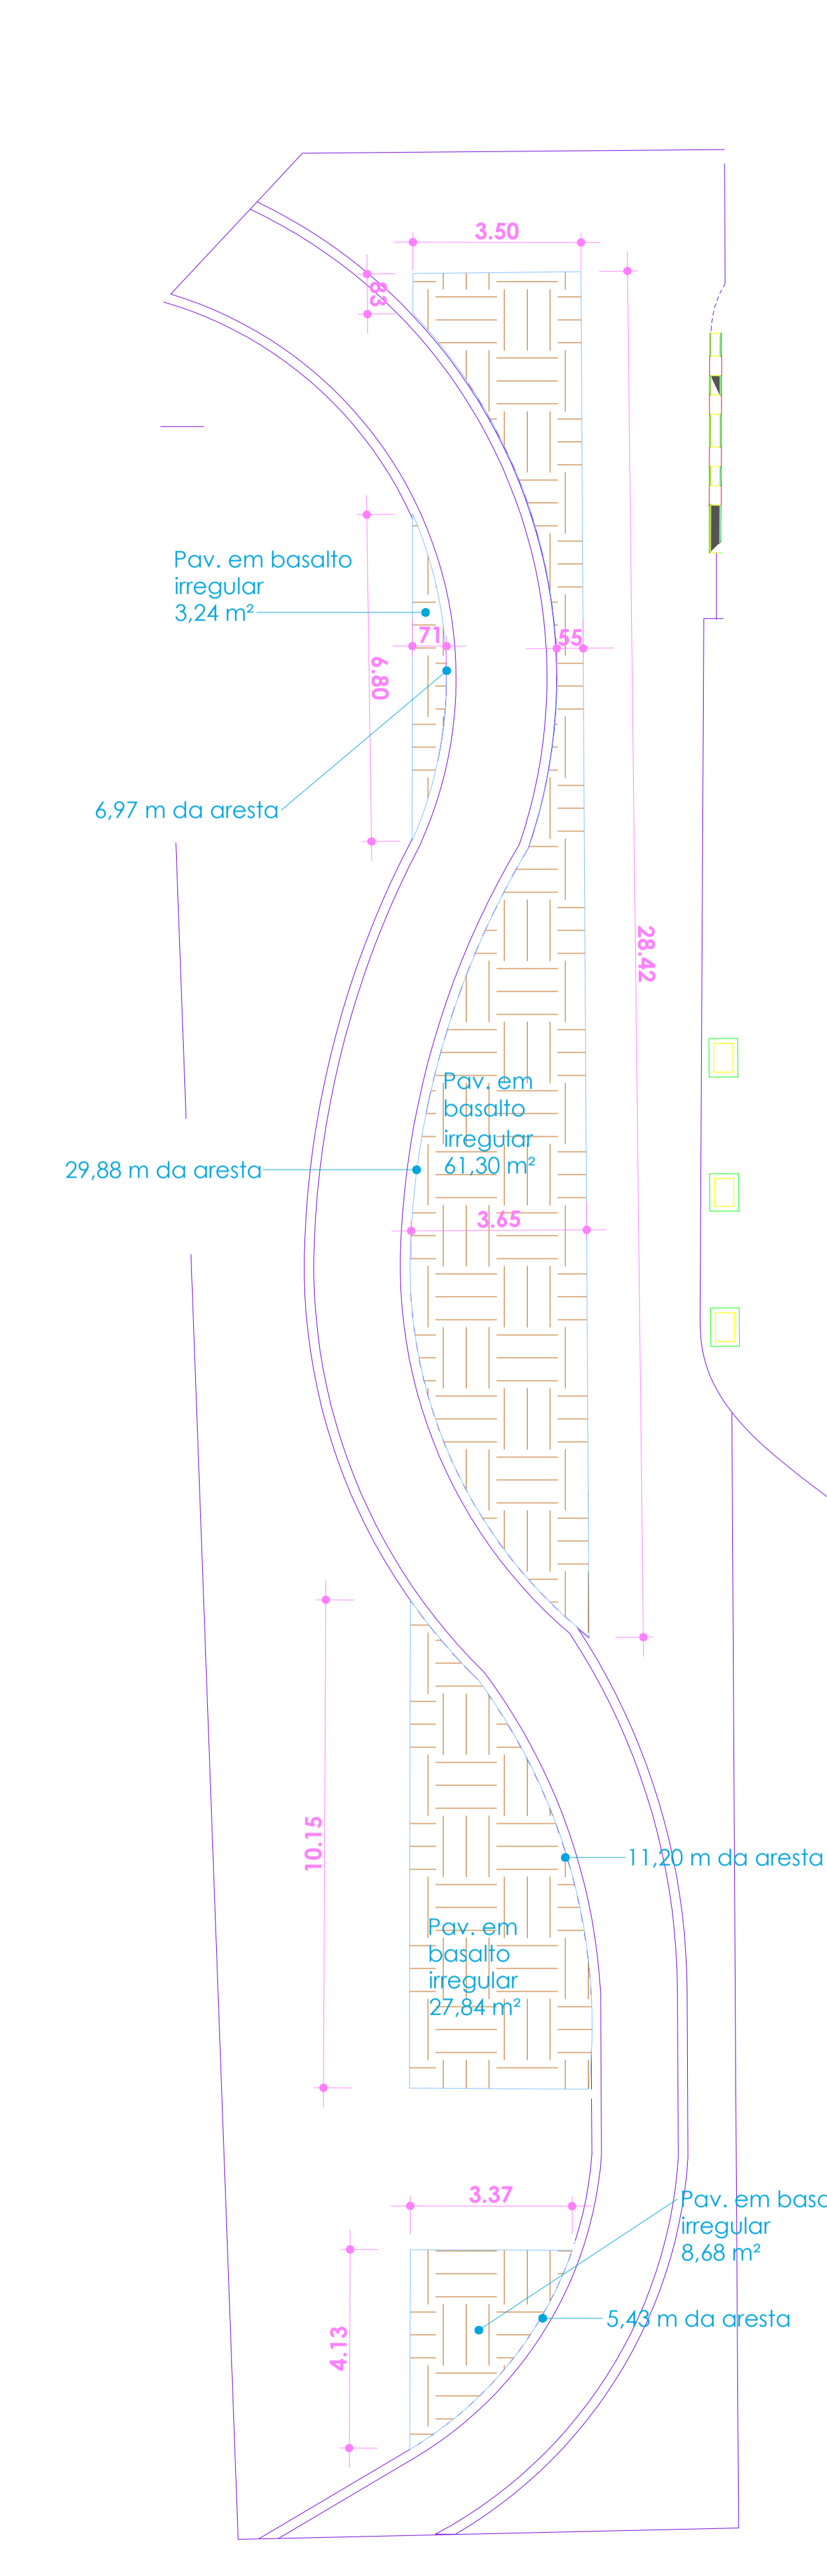 3.50
83
Pav. em basalto
irregular
3,24 m²
71
55
6.80
6,97 m da aresta
28.42
Pav. em
basalto
irregular
61,30 m²
29,88 m da aresta
3.65
10.15
11,20 m da aresta
Pav. em
basalto
irregular
27,84 m²
3.37
Pav. em basa
irregular
8,68 m²
5,43 m da aresta
4.13